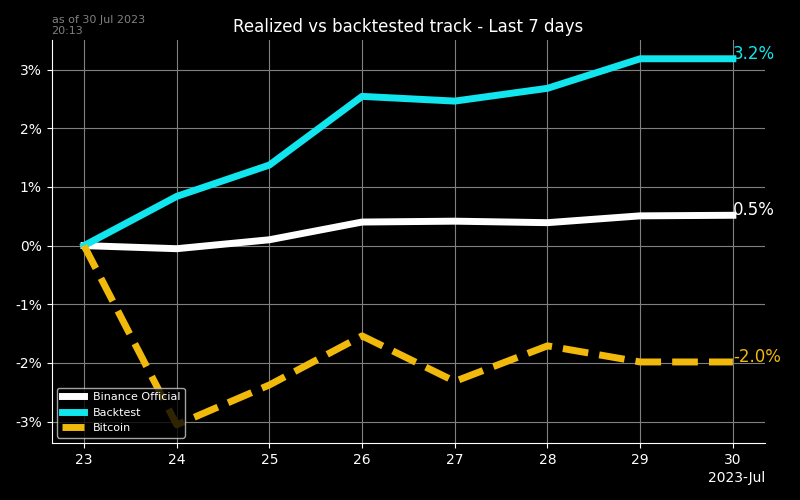 as of 30 Jul 2023
20:13
Realized vs backtested track - Last 7 days
3%
2%
1%
0%
-1%
-2%
-3%
3.2%
0.5%
-2.0%
Binance Official
Backtest
Bitcoin
23 24 25 26 27 28 29 30
2023-Jul